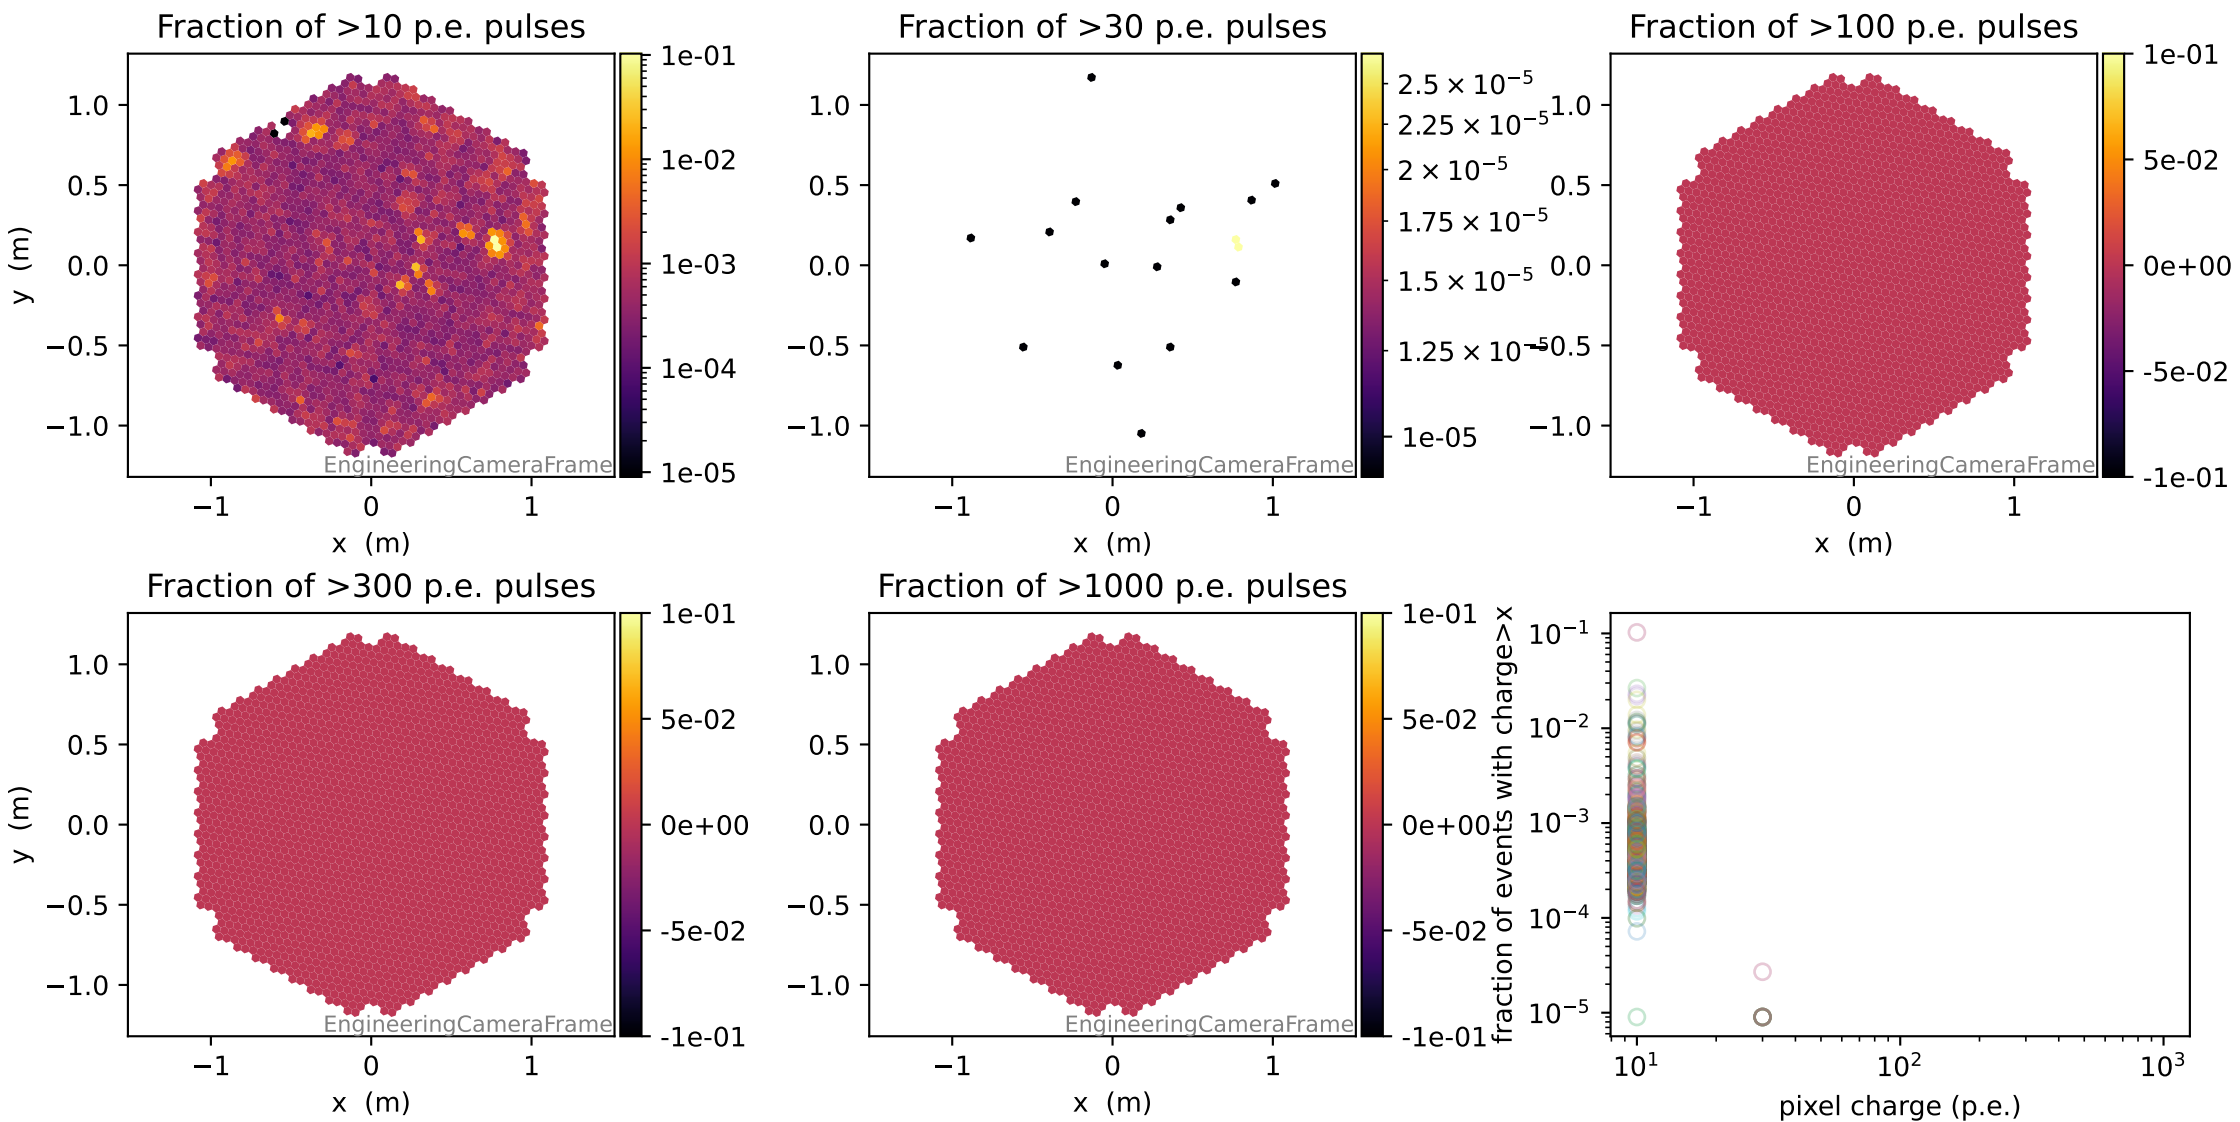 Fraction of >10 p.e. pulses
1.0
0.5
0.0
−0.5
−1.0
y (m)
−1 0 1
x (m)
EngineeringCameraFrame
1e-01
1e-02
1e-03
1e-04
1e-05
Fraction of >30 p.e. pulses
1.0
0.5
0.0
−0.5
−1.0
−1 0 1
x (m)
EngineeringCameraFrame
2.5×10⁻⁵
2.25×10⁻⁵
2×10⁻⁵
1.75×10⁻⁵
1.5×10⁻⁵
1.25×10⁻⁵
1e-05
Fraction of >100 p.e. pulses
1.0
0.5
0.0
−0.5
−1.0
−1 0 1
x (m)
EngineeringCameraFrame
1e-01
5e-02
0e+00
-5e-02
-1e-01
Fraction of >300 p.e. pulses
1.0
0.5
0.0
−0.5
−1.0
y (m)
−1 0 1
x (m)
EngineeringCameraFrame
1e-01
5e-02
0e+00
-5e-02
-1e-01
Fraction of >1000 p.e. pulses
1.0
0.5
0.0
−0.5
−1.0
−1 0 1
x (m)
EngineeringCameraFrame
1e-01
5e-02
0e+00
-5e-02
-1e-01
fraction of events with charge>x
10⁻¹
10⁻²
10⁻³
10⁻⁴
10⁻⁵
10¹ 10² 10³
pixel charge (p.e.)